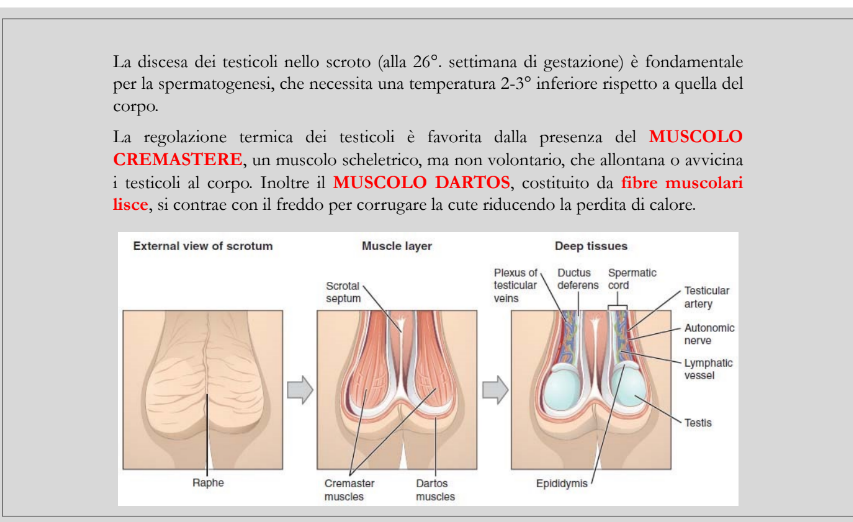 La discesa dei testicoli nello scroto (alla 26°. settimana di gestazione) è fondamentale
per la spermatogenesi, che necessita una temperatura 2-3° inferiore rispetto a quella del
corpo.
La regolazione termica dei testicoli è favorita dalla presenza del MUSCOLO
CREMASTERE, un muscolo scheletrico, ma non volontario, che allontana o avvicina
i testicoli al corpo. Inoltre il MUSCOLO DARTOS, costituito da fibre muscolari
lisce, si contrae con il freddo per corrugare la cute riducendo la perdita di calore.
External view of scrotum
Raphe
Muscle layer
Scrotal
septum
Cremaster
muscles
Dartos
muscles
Deep tissues
Plexus of
testicular
veins
Ductus
deferens
Spermatic
cord
Testicular
artery
Autonomic
nerve
Lymphatic
vessel
Testis
Epididymis